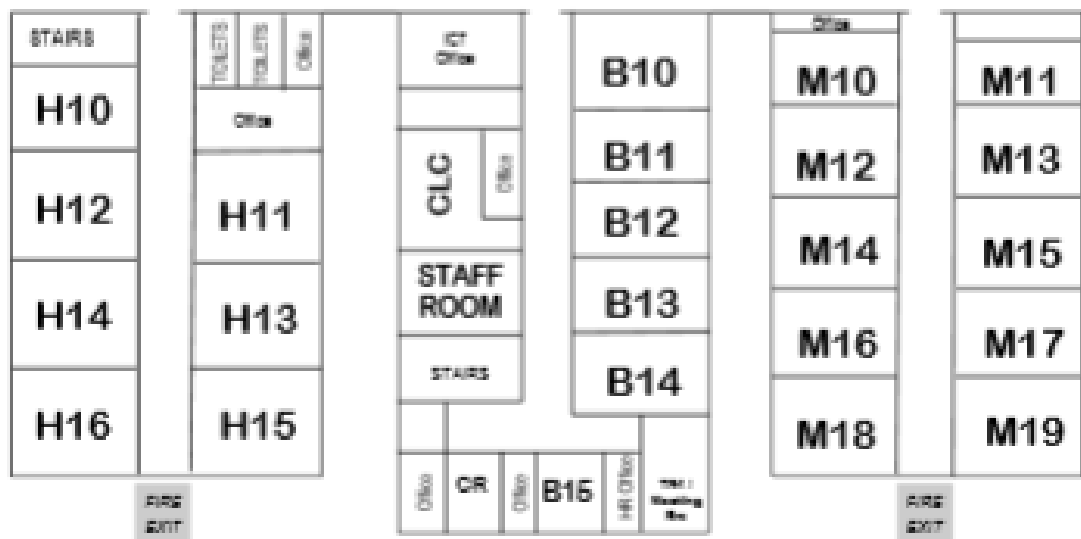 STAIRS
H10
H12
H14
H16
FIRE
EXIT
TOILETS
TOILETS
Office
Office
H11
H13
H15
ICT
Office
CLC
Office
STAFF
ROOM
STAIRS
Office
CR
Office
B15
HR Office
Meeting
B10
B11
B12
B13
B14
Office
M10
M12
M14
M16
M18
FIRE
EXIT
M11
M13
M15
M17
M19